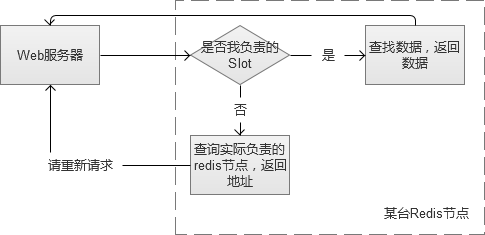 Web服务器
是否我负责的
Slot
是
查找数据，返回
数据
否
查询实际负责的
redis节点，返回
地址
请重新请求
某台Redis节点